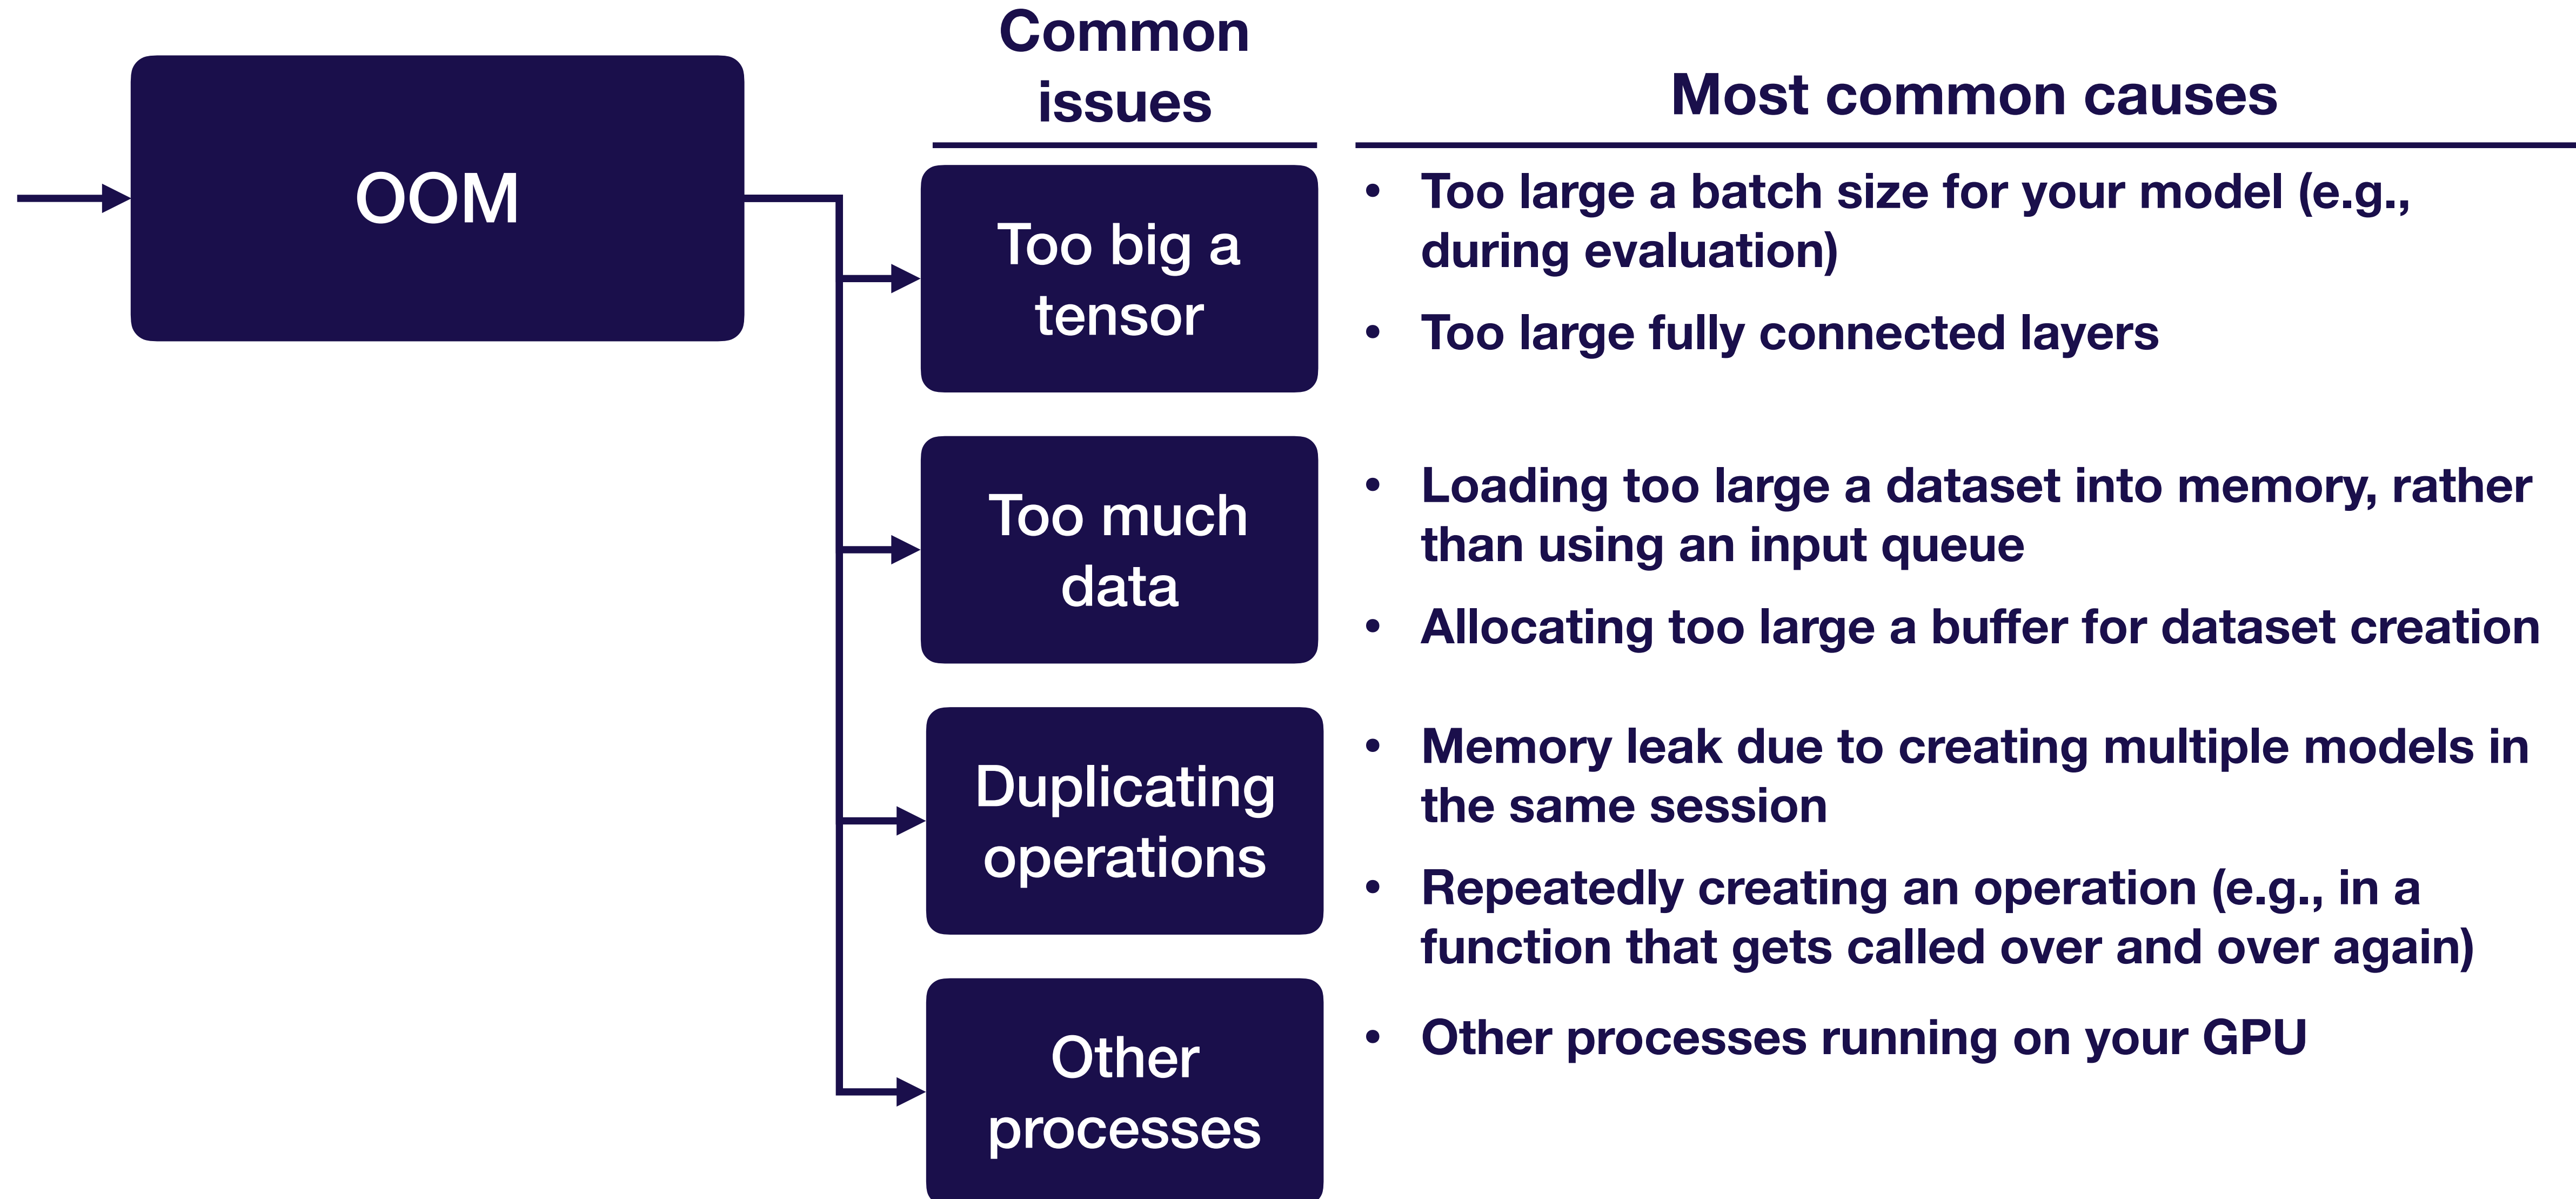 Common
issues
Most common causes
OOM
Too big a
tensor
• Too large a batch size for your model (e.g.,
during evaluation)
• Too large fully connected layers
Too much
data
• Loading too large a dataset into memory, rather
than using an input queue
• Allocating too large a buffer for dataset creation
Duplicating
operations
• Memory leak due to creating multiple models in
the same session
• Repeatedly creating an operation (e.g., in a
function that gets called over and over again)
Other
processes
• Other processes running on your GPU